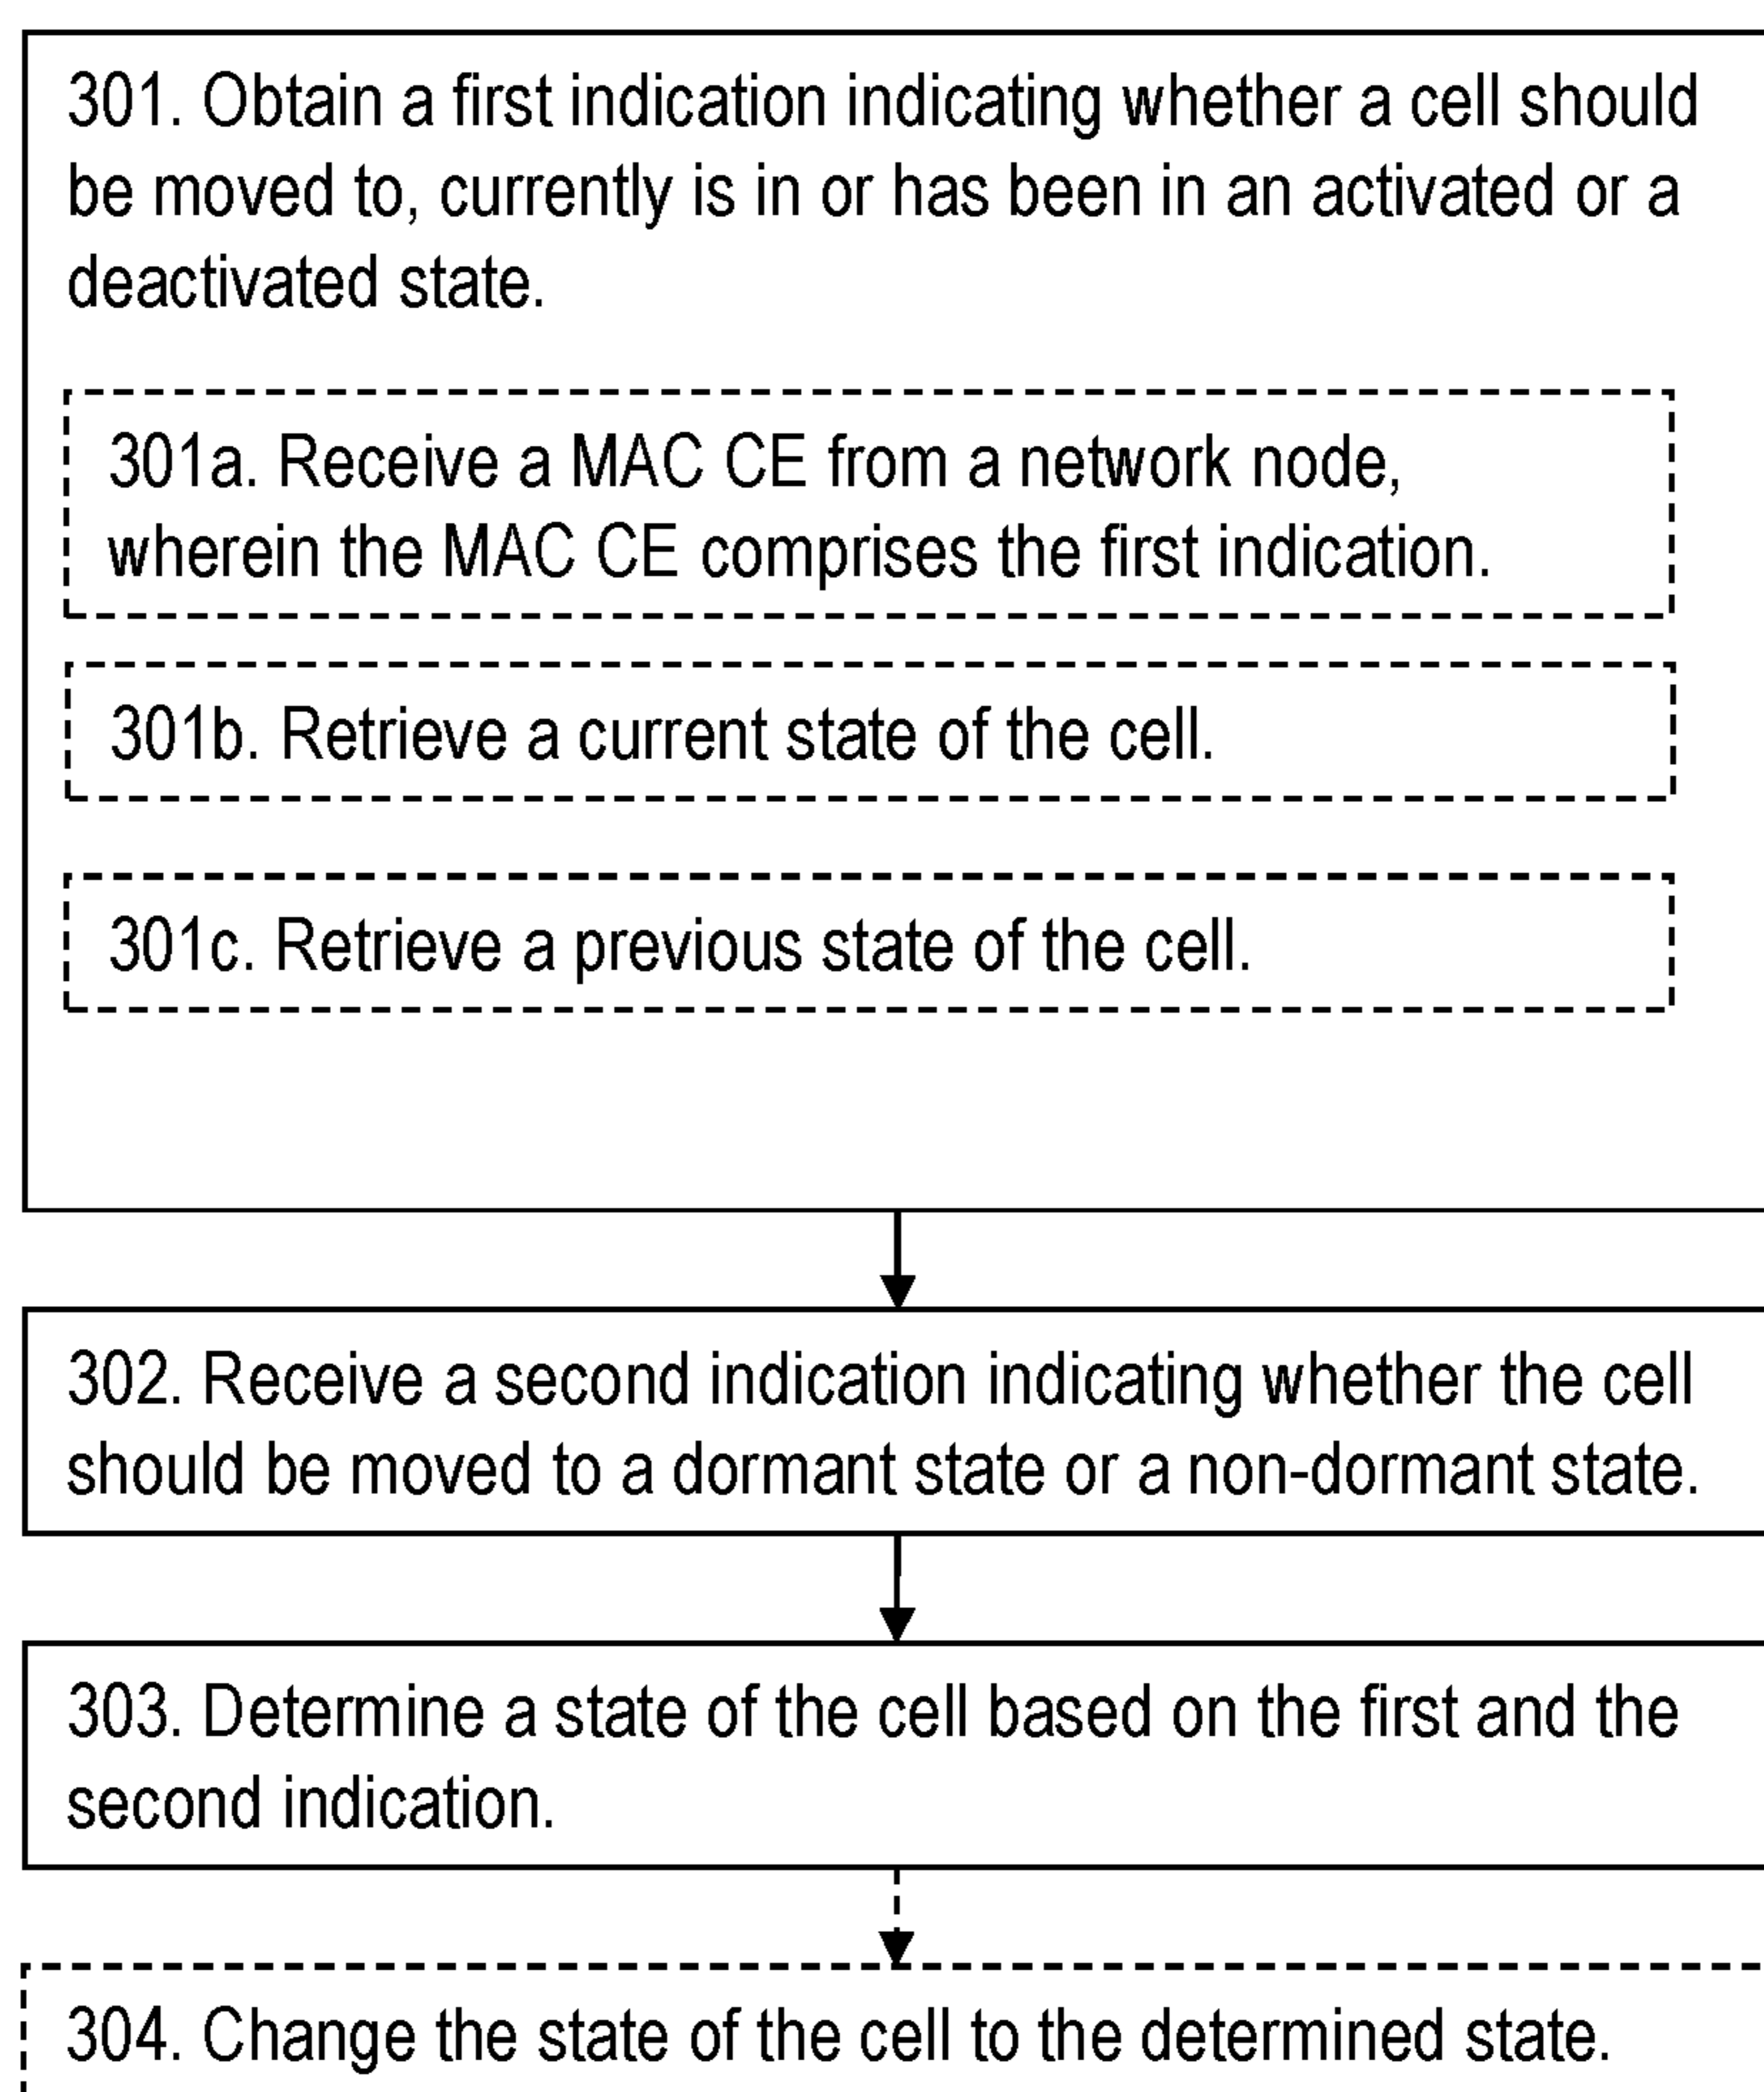 301. Obtain a first indication indicating whether a cell should
be moved to, currently is in or has been in an activated or a
deactivated state.
301a. Receive a MAC CE from a network node,
wherein the MAC CE comprises the first indication.
301b. Retrieve a current state of the cell.
301c. Retrieve a previous state of the cell.
302. Receive a second indication indicating whether the cell
should be moved to a dormant state or a non-dormant state.
303. Determine a state of the cell based on the first and the
second indication.
304. Change the state of the cell to the determined state.